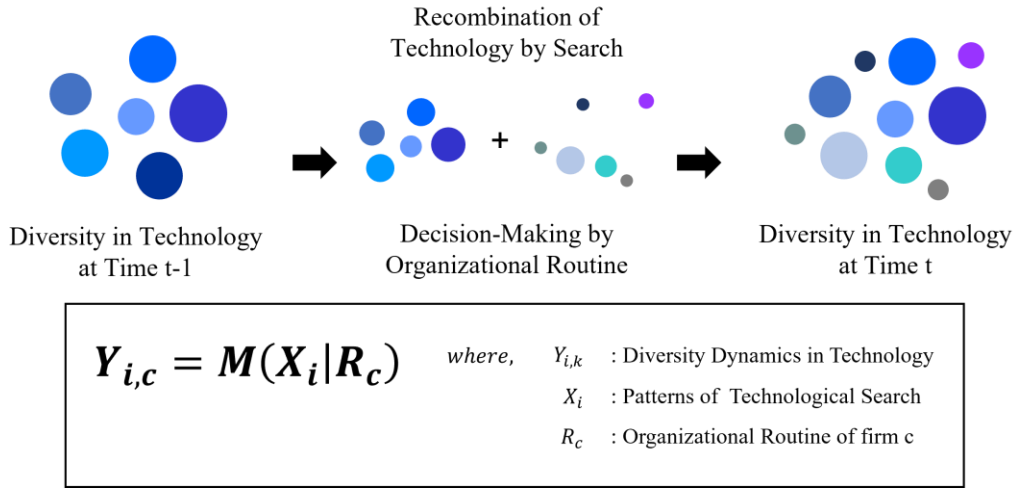 Recombination of
Technology by Search
+
Diversity in Technology
at Time t-1
Decision-Making by
Organizational Routine
Diversity in Technology
at Time t
Y_{i,c} = M(X_i|R_c)
where, Y_{i,k} : Diversity Dynamics in Technology
X_i : Patterns of Technological Search
R_c : Organizational Routine of firm c